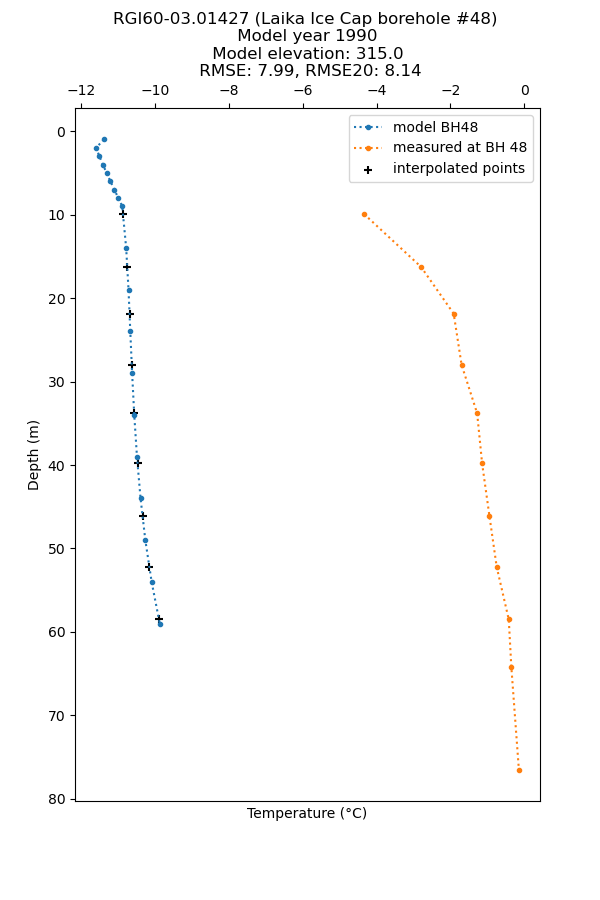 RGI60-03.01427 (Laika Ice Cap borehole #48)
Model year 1990
Model elevation: 315.0
RMSE: 7.99, RMSE20: 8.14
−12 −10 −8 −6 −4 −2 0
model BH48
measured at BH 48
interpolated points
0
10
20
30
40
50
60
70
80
Depth (m)
Temperature (°C)